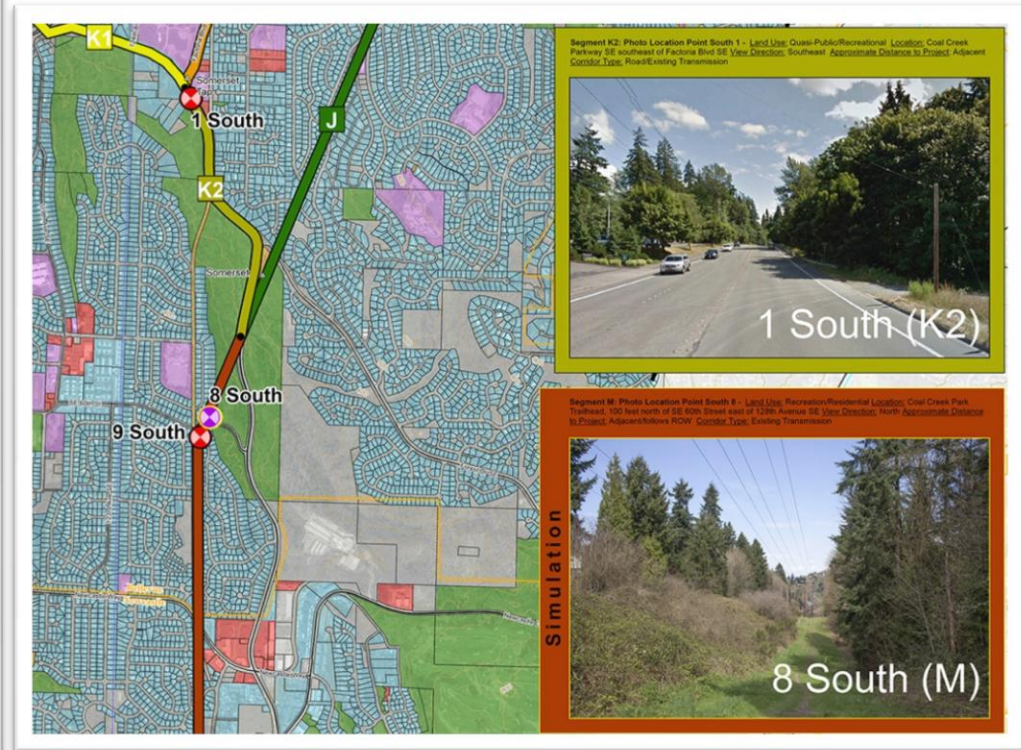 K1
Somerset
1 South
J
K2
Somerset
8 South
9 South
Segment K2: Photo Location Point South 1 - Land Use: Quasi-Public/Recreational Location: Coal Creek
Parkway SE southeast of Factoria Blvd SE View Direction: Southeast Approximate Distance to Project: Adjacent
Corridor Type: Road/Existing Transmission
1 South (K2)
Segment M: Photo Location Point South 8 - Land Use: Recreation/Residential Location: Coal Creek Park
Trailhead, 100 feet north of SE 60th Street east of 128th Avenue SE View Direction: North Approximate Distance
to Project: Adjacent/follows ROW Corridor Type: Existing Transmission
Simulation
8 South (M)